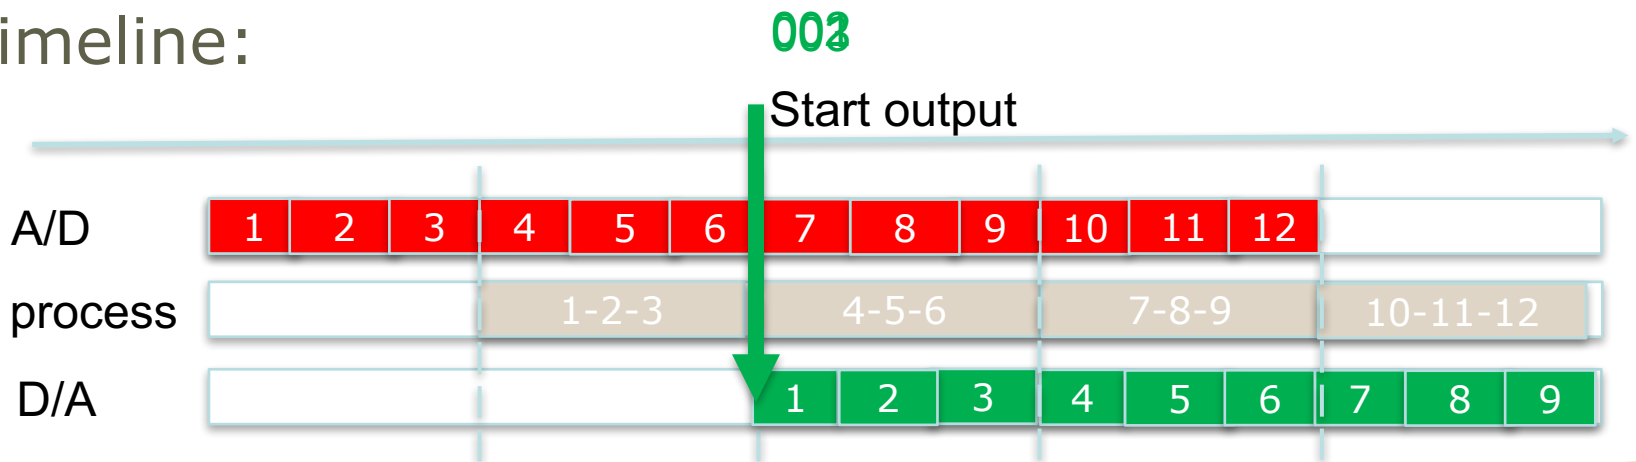 imeline:
Start output
A/D 1 2 3 4 5 6 7 8 9 10 11 12
process 1-2-3 4-5-6 7-8-9 10-11-12
D/A 1 2 3 4 5 6 7 8 9